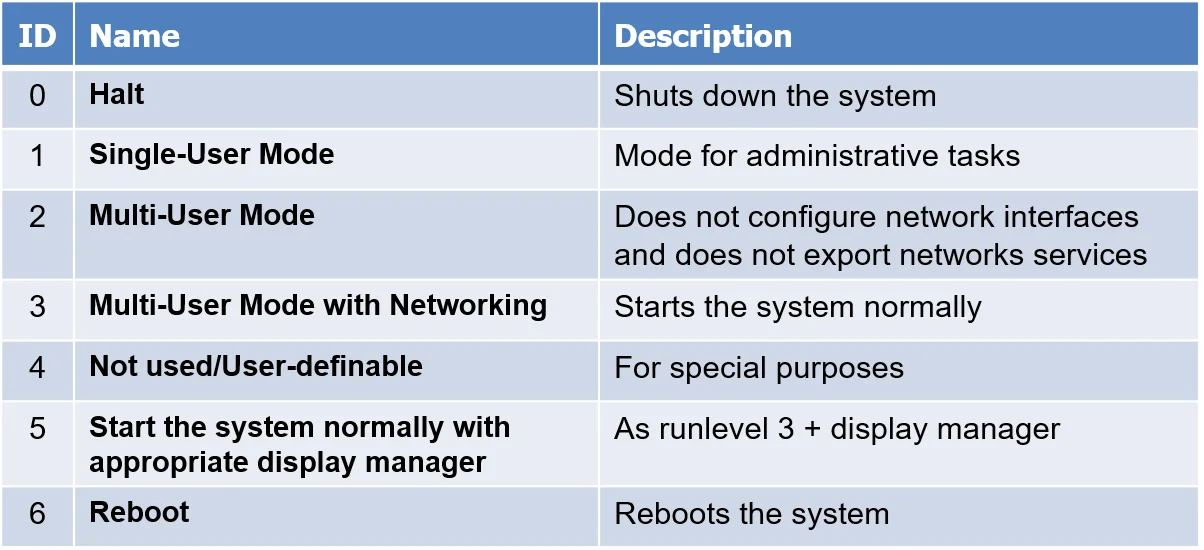 ID Name Description
0 Halt Shuts down the system
1 Single-User Mode Mode for administrative tasks
2 Multi-User Mode Does not configure network interfaces
and does not export networks services
3 Multi-User Mode with Networking Starts the system normally
4 Not used/User-definable For special purposes
5 Start the system normally with As runlevel 3 + display manager
appropriate display manager
6 Reboot Reboots the system